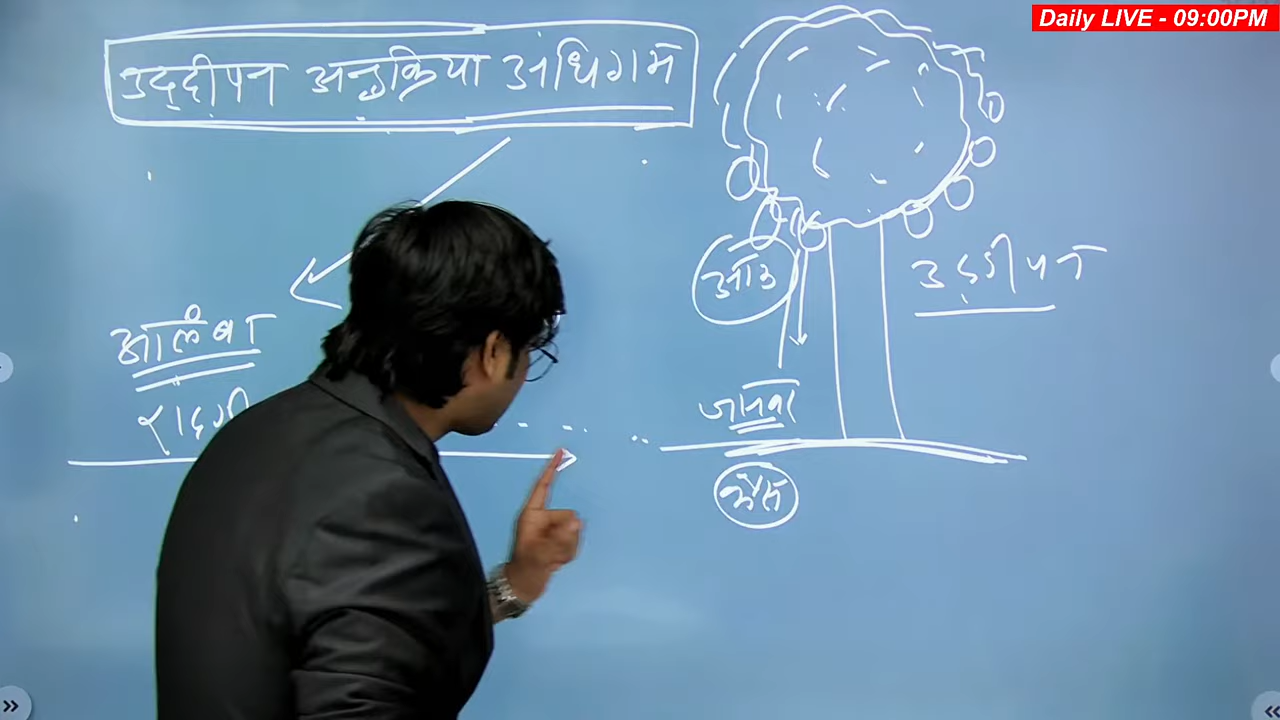 Daily LIVE - 09:00PM
उद्दीपन अनुक्रिया अधिगम
उद्दीपन
आलंबन
जानवर
भैंस